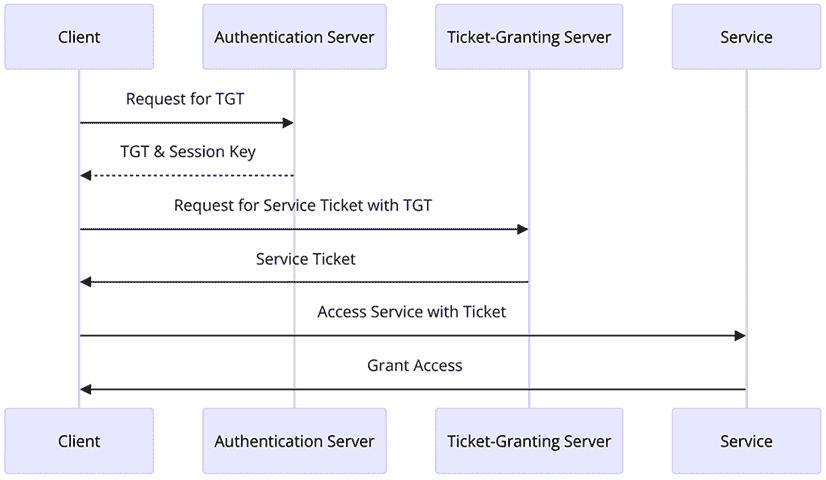 Client
Authentication Server
Ticket-Granting Server
Service
Request for TGT
TGT & Session Key
Request for Service Ticket with TGT
Service Ticket
Access Service with Ticket
Grant Access
Client
Authentication Server
Ticket-Granting Server
Service